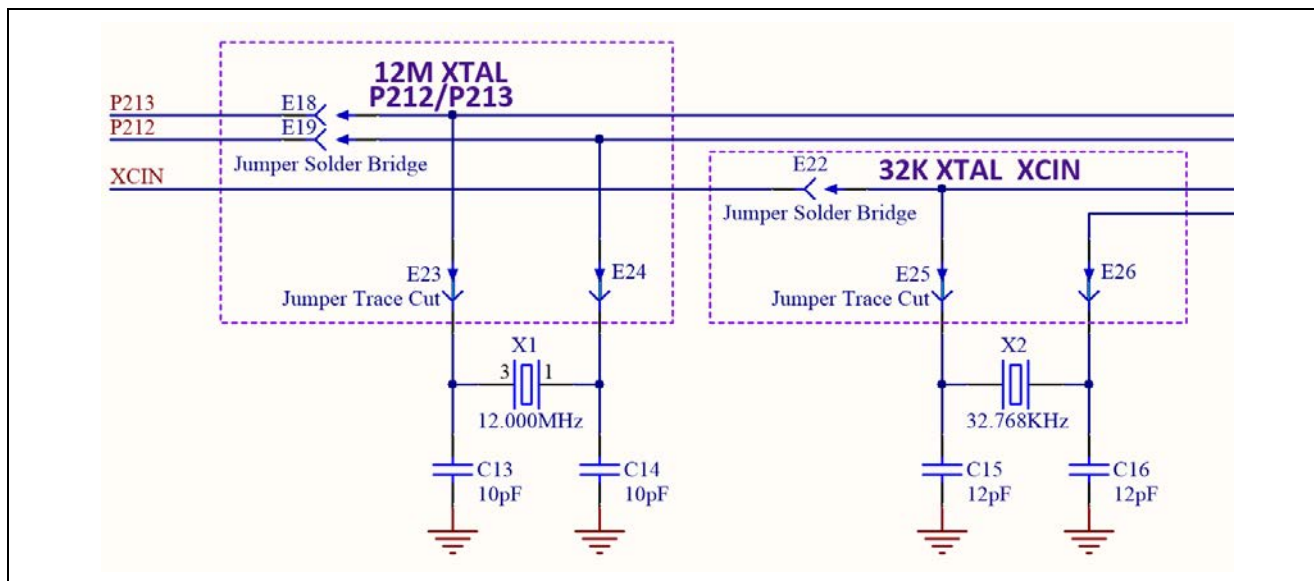 12M XTAL
P212/P213
P213
E18
P212
E19
Jumper Solder Bridge
XCIN
E22
32K XTAL XCIN
Jumper Solder Bridge
E23
E24
Jumper Trace Cut
E25
E26
Jumper Trace Cut
X1
3
1
12.000MHz
X2
32.768KHz
C13
10pF
C14
10pF
C15
12pF
C16
12pF